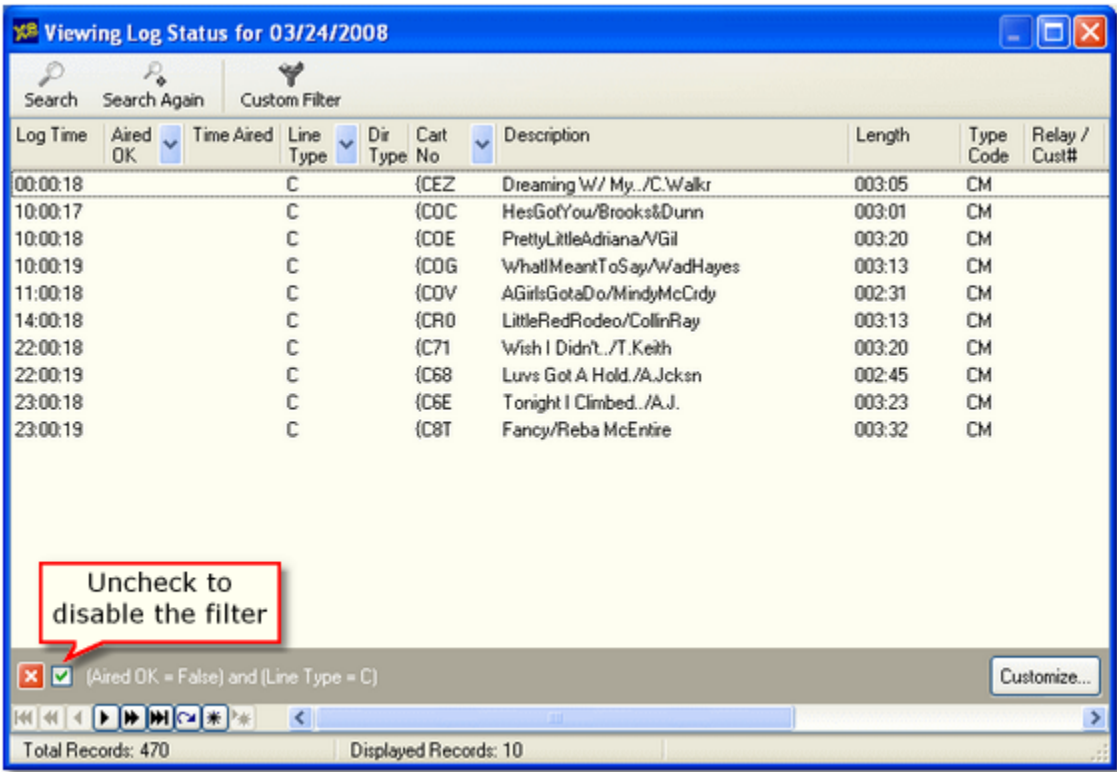 Viewing Log Status for 03/24/2008
Search Search Again Custom Filter
Log Time Aired OK Time Aired Line Type Dir Type Cart No Description Length Type Code Relay / Cust#
00:00:18 C {CEZ Dreaming W/ My../C.Walkr 003:05 CM
10:00:17 C {COC HesGotYou/Brooks&Dunn 003:01 CM
10:00:18 C {COE PrettyLittleAdriana/VGil 003:20 CM
10:00:19 C {COG WhatIMeantToSay/WadHayes 003:13 CM
11:00:18 C {COV AGirlsGotaDo/MindyMcCrdy 002:31 CM
14:00:18 C {CR0 LittleRedRodeo/CollinRay 003:13 CM
22:00:18 C {C71 Wish I Didn't../T.Keith 003:20 CM
22:00:19 C {C68 Luvs Got A Hold./A.Jcksn 002:45 CM
23:00:18 C {C6E Tonight I Climbed../A.J. 003:23 CM
23:00:19 C {C8T Fancy/Reba McEntire 003:32 CM
Uncheck to
disable the filter
(Aired OK = False) and (Line Type = C) Customize...
Total Records: 470 Displayed Records: 10